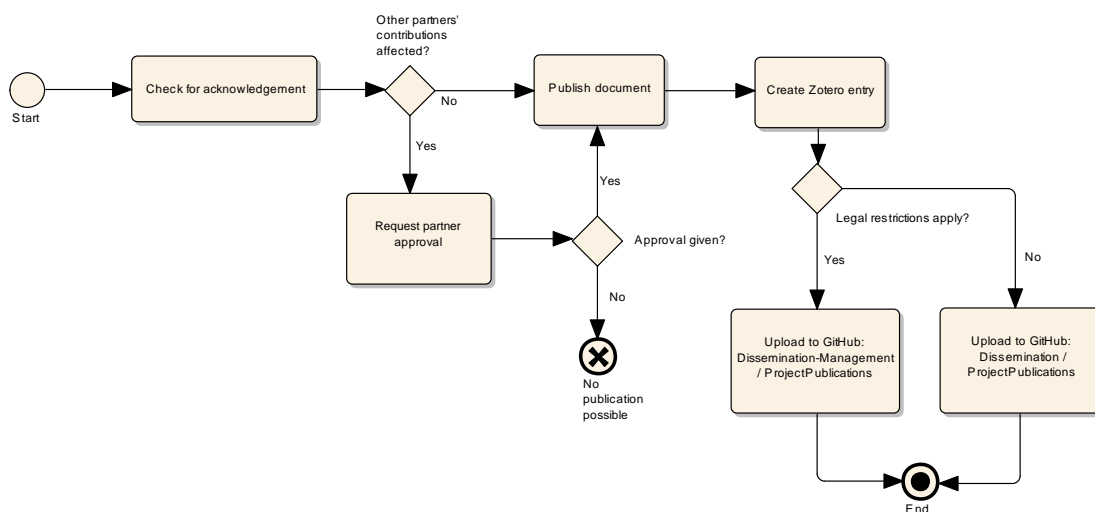 Other partners'
contributions
affected?
Start
Check for acknowledgement
No
Publish document
Create Zotero entry
Yes
Request partner
approval
Yes
Approval given?
No
No
publication
possible
Legal restrictions apply?
Yes
No
Upload to GitHub:
Dissemination-Management
/ ProjectPublications
Upload to GitHub:
Dissemination /
ProjectPublications
End